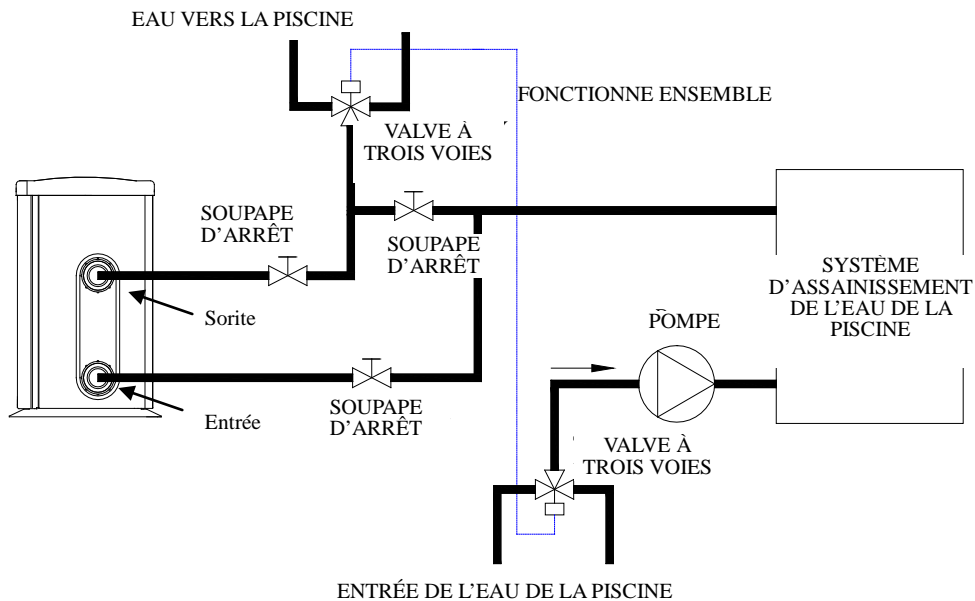 EAU VERS LA PISCINE
FONCTIONNE ENSEMBLE
VALVE À
TROIS VOIES
SOUPAPE
D'ARRÊT
SOUPAPE
D'ARRÊT
SYSTÈME
D'ASSAINISSEMENT
DE L'EAU DE LA
PISCINE
Sorite
POMPE
Entrée
SOUPAPE
D'ARRÊT
VALVE À
TROIS VOIES
ENTRÉE DE L'EAU DE LA PISCINE